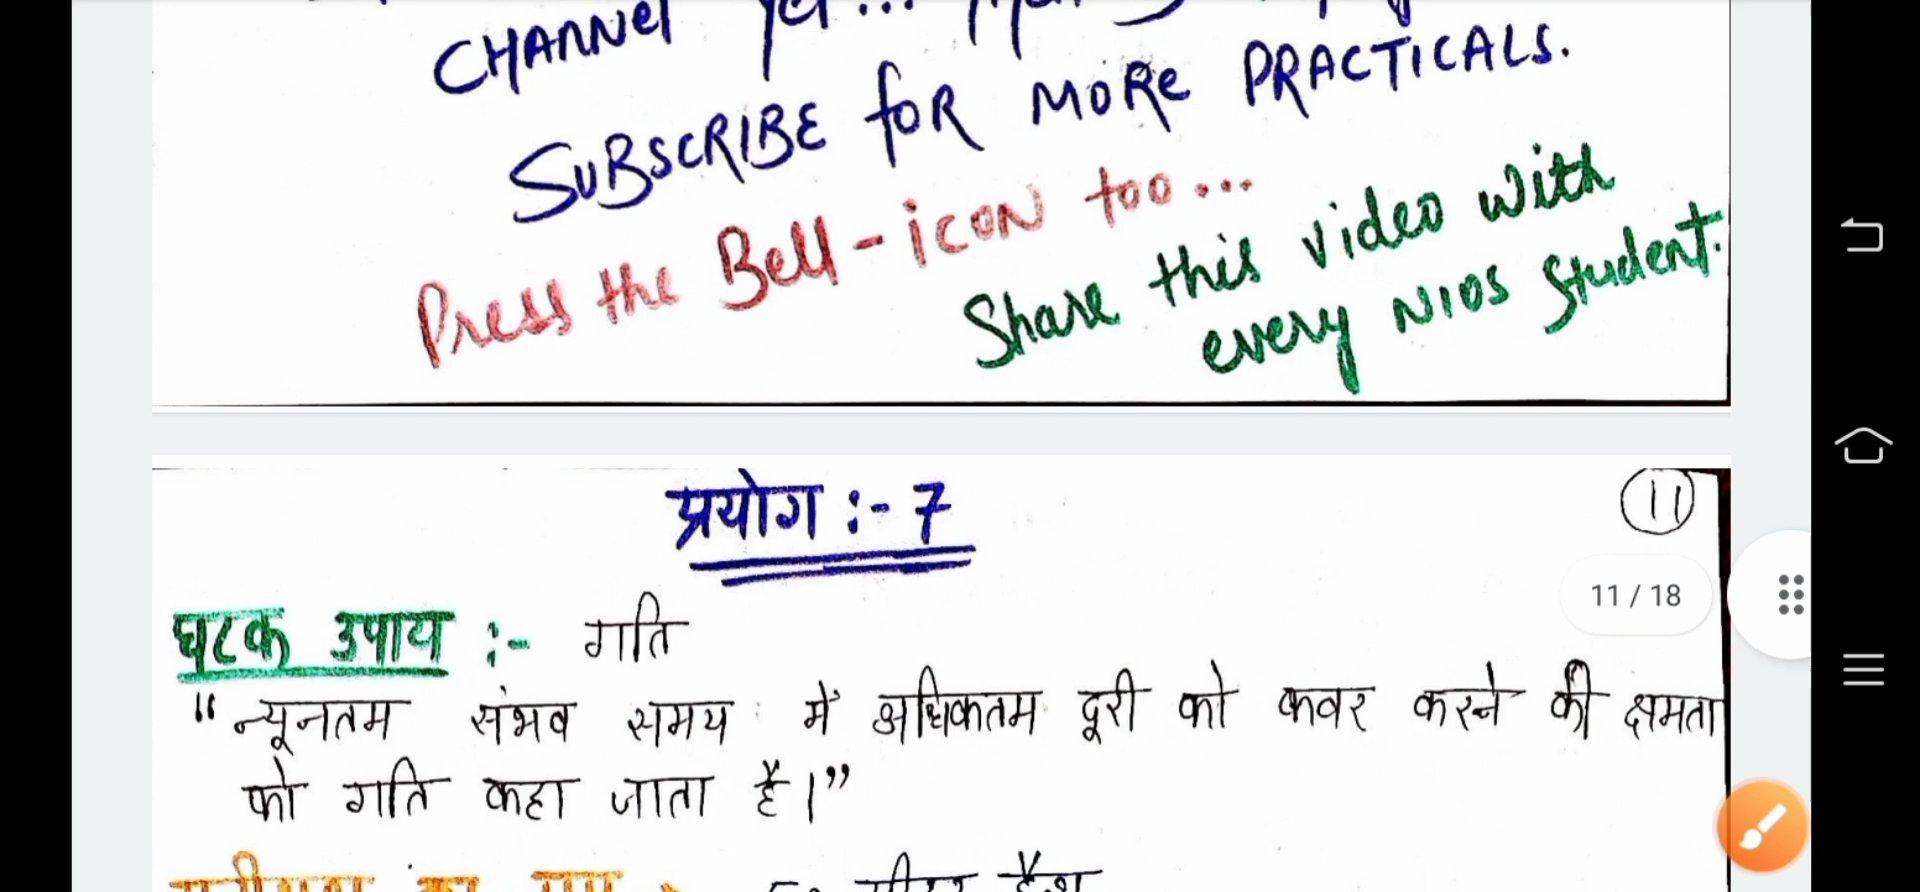 CHANNEL
SUBSCRIBE FOR MORE PRACTICALS.
Press the Bell-icon too...
Share this video with
every NIOS student.
प्रयोग :- 7
11
11 / 18
घटक उपाय :- गति
“न्यूनतम संभव समय में अधिकतम दूरी को कवर करने की क्षमता
को गति कहा जाता है।”